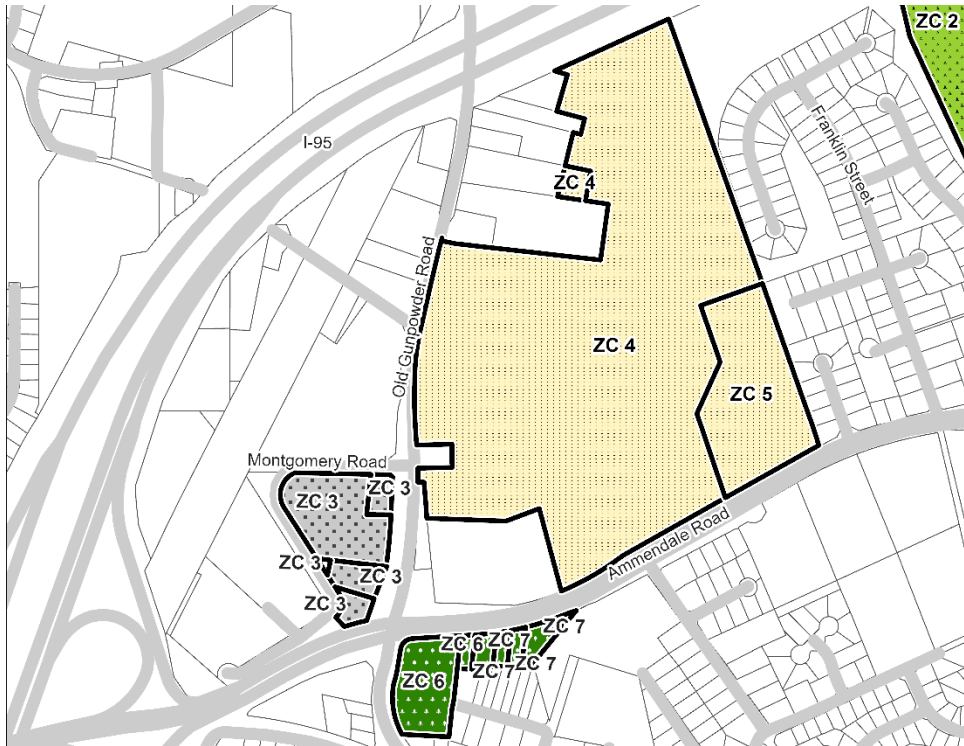 ZC 2
Franklin Street
I-95
ZC 4
Old Gunpowder Road
ZC 4
ZC 5
Montgomery Road
ZC 3
ZC 3
ZC 3
ZC 3
ZC 3
Ammendale Road
ZC 7
ZC 6
ZC 7
ZC 7
ZC 7
ZC 6